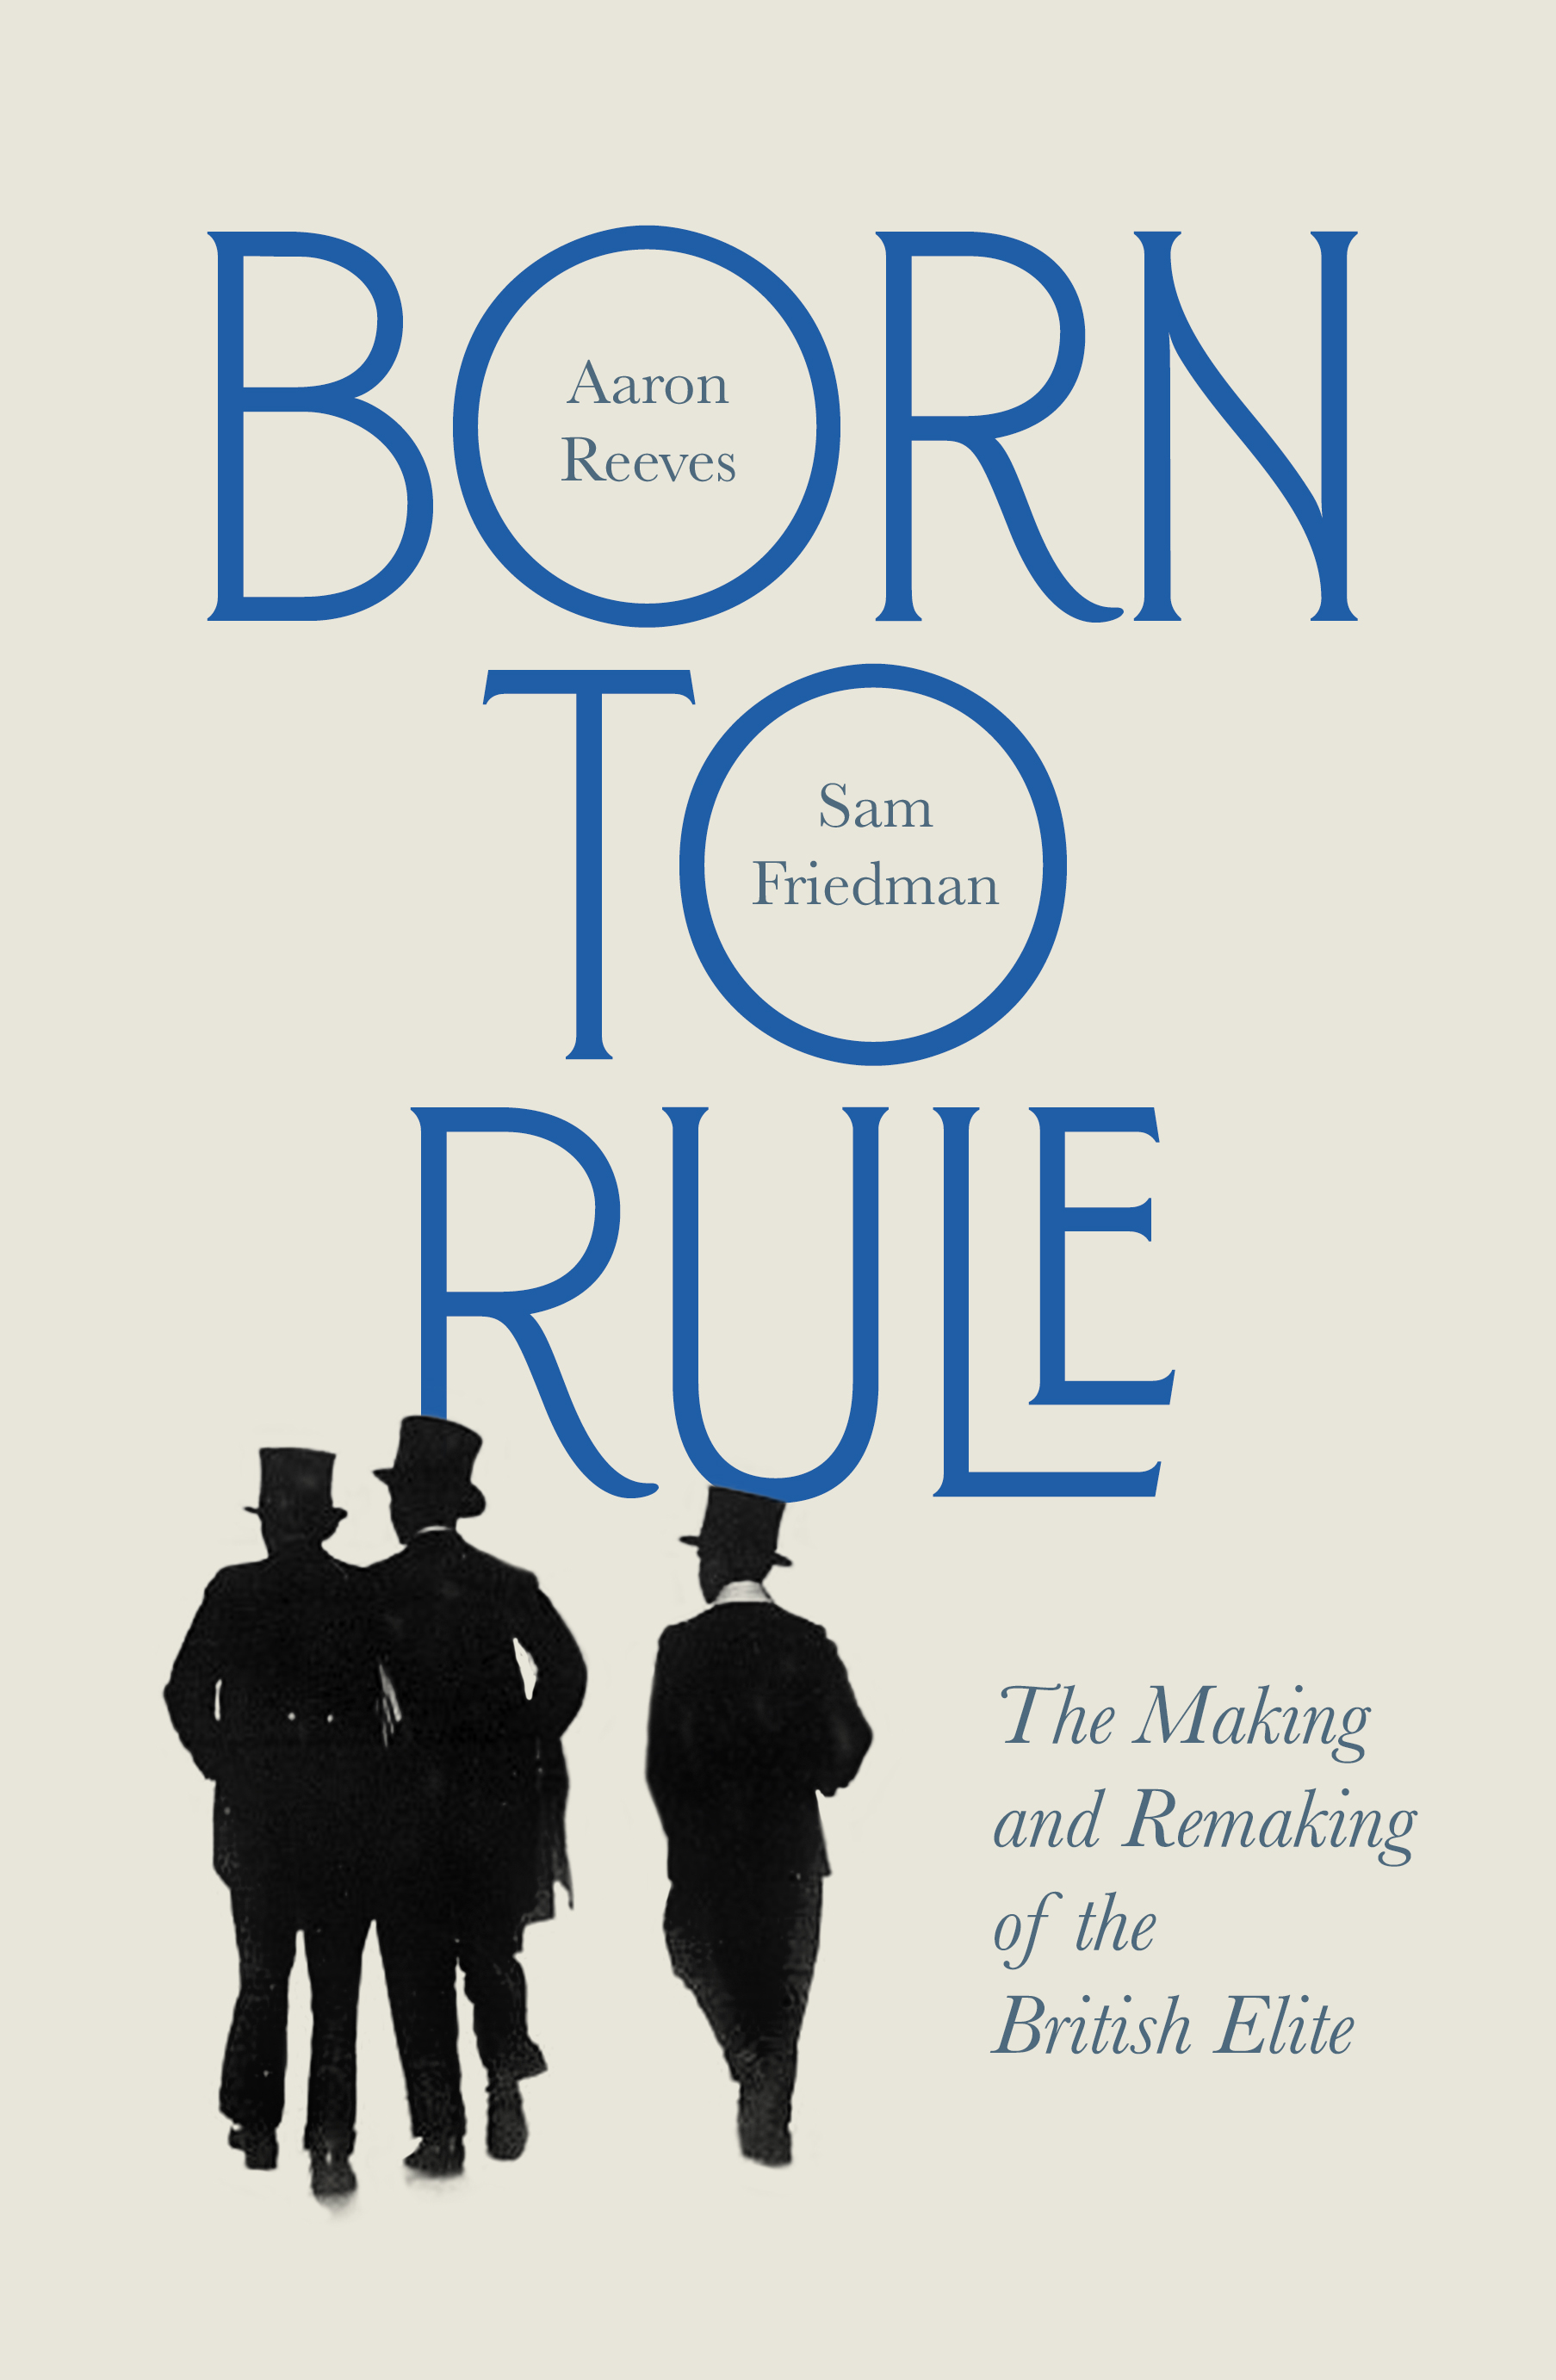 BORN
Aaron
Reeves
TO
Sam
Friedman
RULE
The Making
and Remaking
of the
British Elite